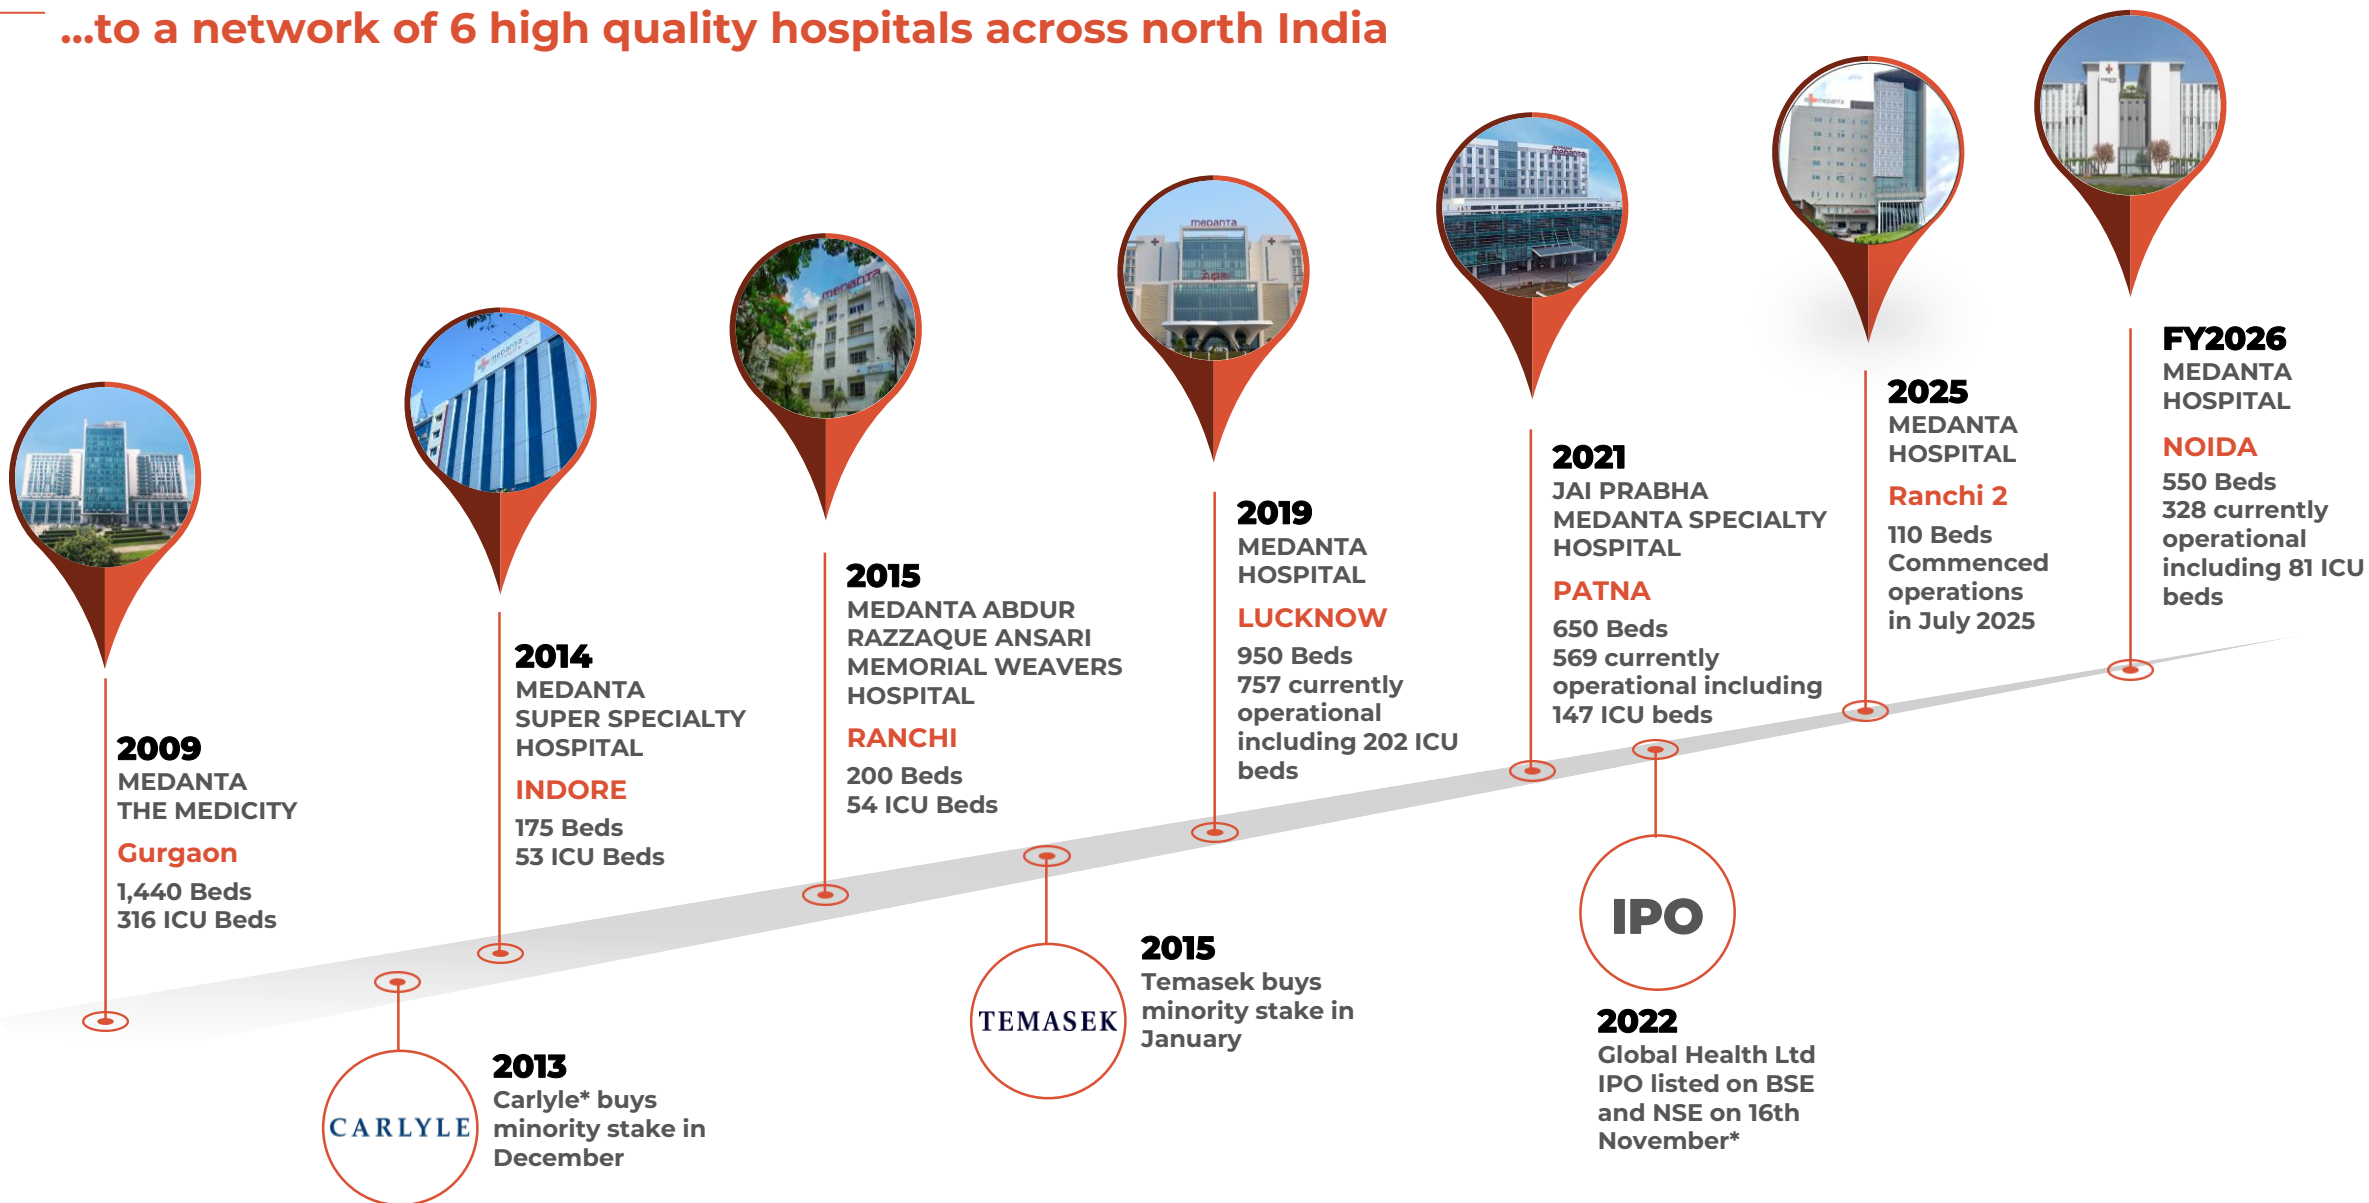 ...to a network of 6 high quality hospitals across north India
2009
MEDANTA
THE MEDICITY
Gurgaon
1,440 Beds
316 ICU Beds
CARLYLE
2013
Carlyle* buys
minority stake in
December
medanta
2014
MEDANTA
SUPER SPECIALTY
HOSPITAL
INDORE
175 Beds
53 ICU Beds
medanta
2015
MEDANTA ABDUR
RAZZAQUE ANSARI
MEMORIAL WEAVERS
HOSPITAL
RANCHI
200 Beds
54 ICU Beds
TEMASEK
2015
Temasek buys
minority stake in
January
medanta
मेदांता
2019
MEDANTA
HOSPITAL
LUCKNOW
950 Beds
757 currently
operational
including 202 ICU
beds
medanta
2021
JAI PRABHA
MEDANTA SPECIALTY
HOSPITAL
PATNA
650 Beds
569 currently
operational including
147 ICU beds
IPO
2022
Global Health Ltd
IPO listed on BSE
and NSE on 16th
November*
medanta
2025
MEDANTA
HOSPITAL
Ranchi 2
110 Beds
Commenced
operations
in July 2025
medanta
FY2026
MEDANTA
HOSPITAL
NOIDA
550 Beds
328 currently
operational
including 81 ICU
beds